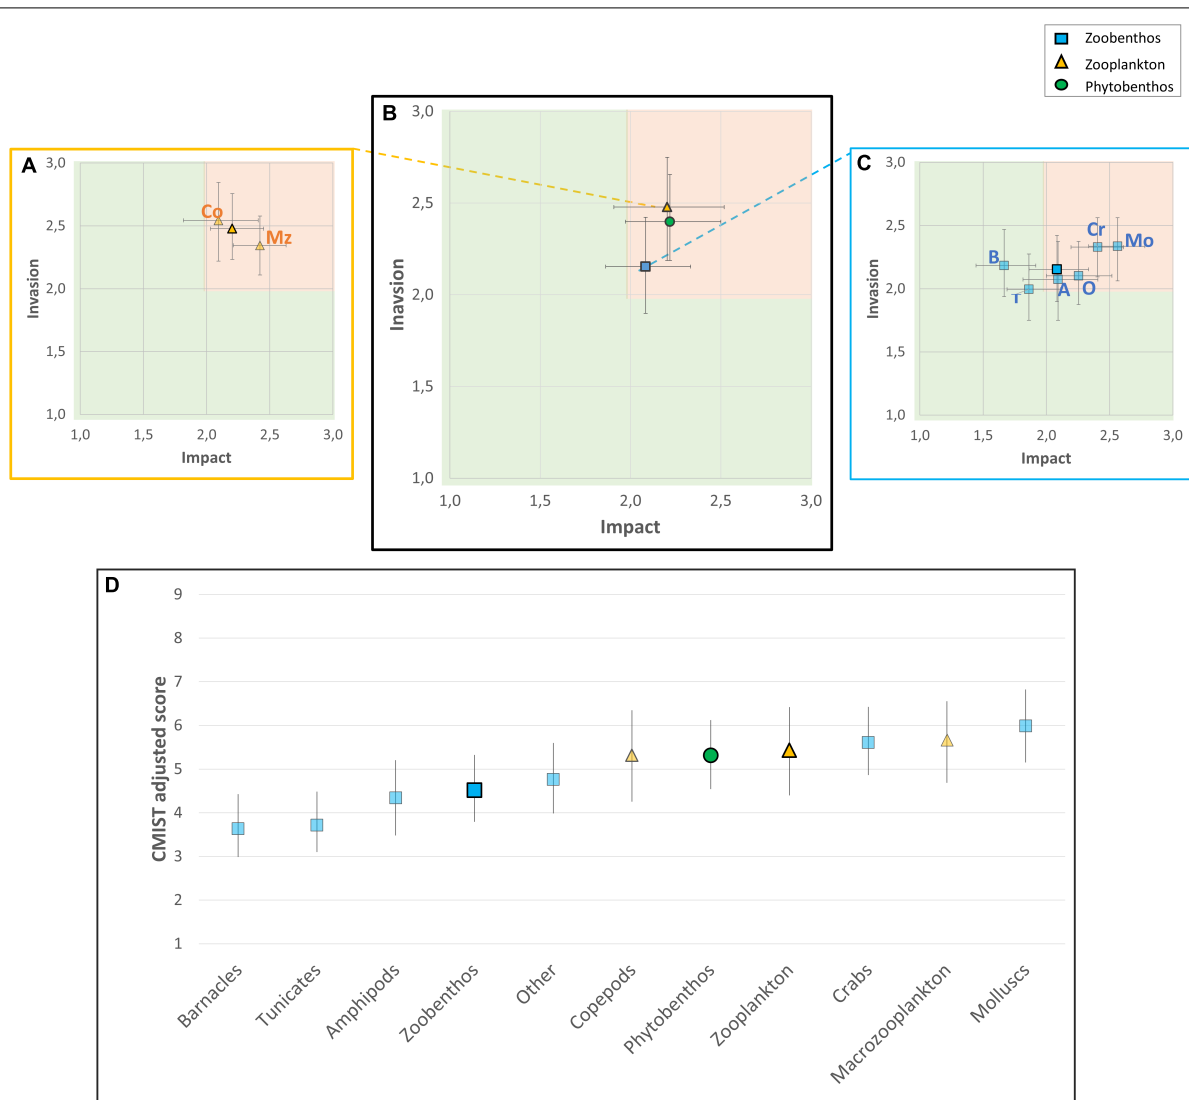 Zoobenthos
Zooplankton
Phytobenthos
A
3,0
2,5
2,0
1,5
1,0
Invasion
Co
Mz
1,0 1,5 2,0 2,5 3,0
Impact
B
3,0
2,5
2,0
1,5
1,0
Inavsion
1,0 1,5 2,0 2,5 3,0
Impact
C
3,0
2,5
2,0
1,5
1,0
Invasion
B
T
A
O
Cr
Mo
1,0 1,5 2,0 2,5 3,0
Impact
D
9
8
7
6
5
4
3
2
1
CMIST adjusted score
Barnacles
Tunicates
Amphipods
Zoobenthos
Other
Copepods
Phytobenthos
Zooplankton
Crabs
Macrozooplankton
Molluscs